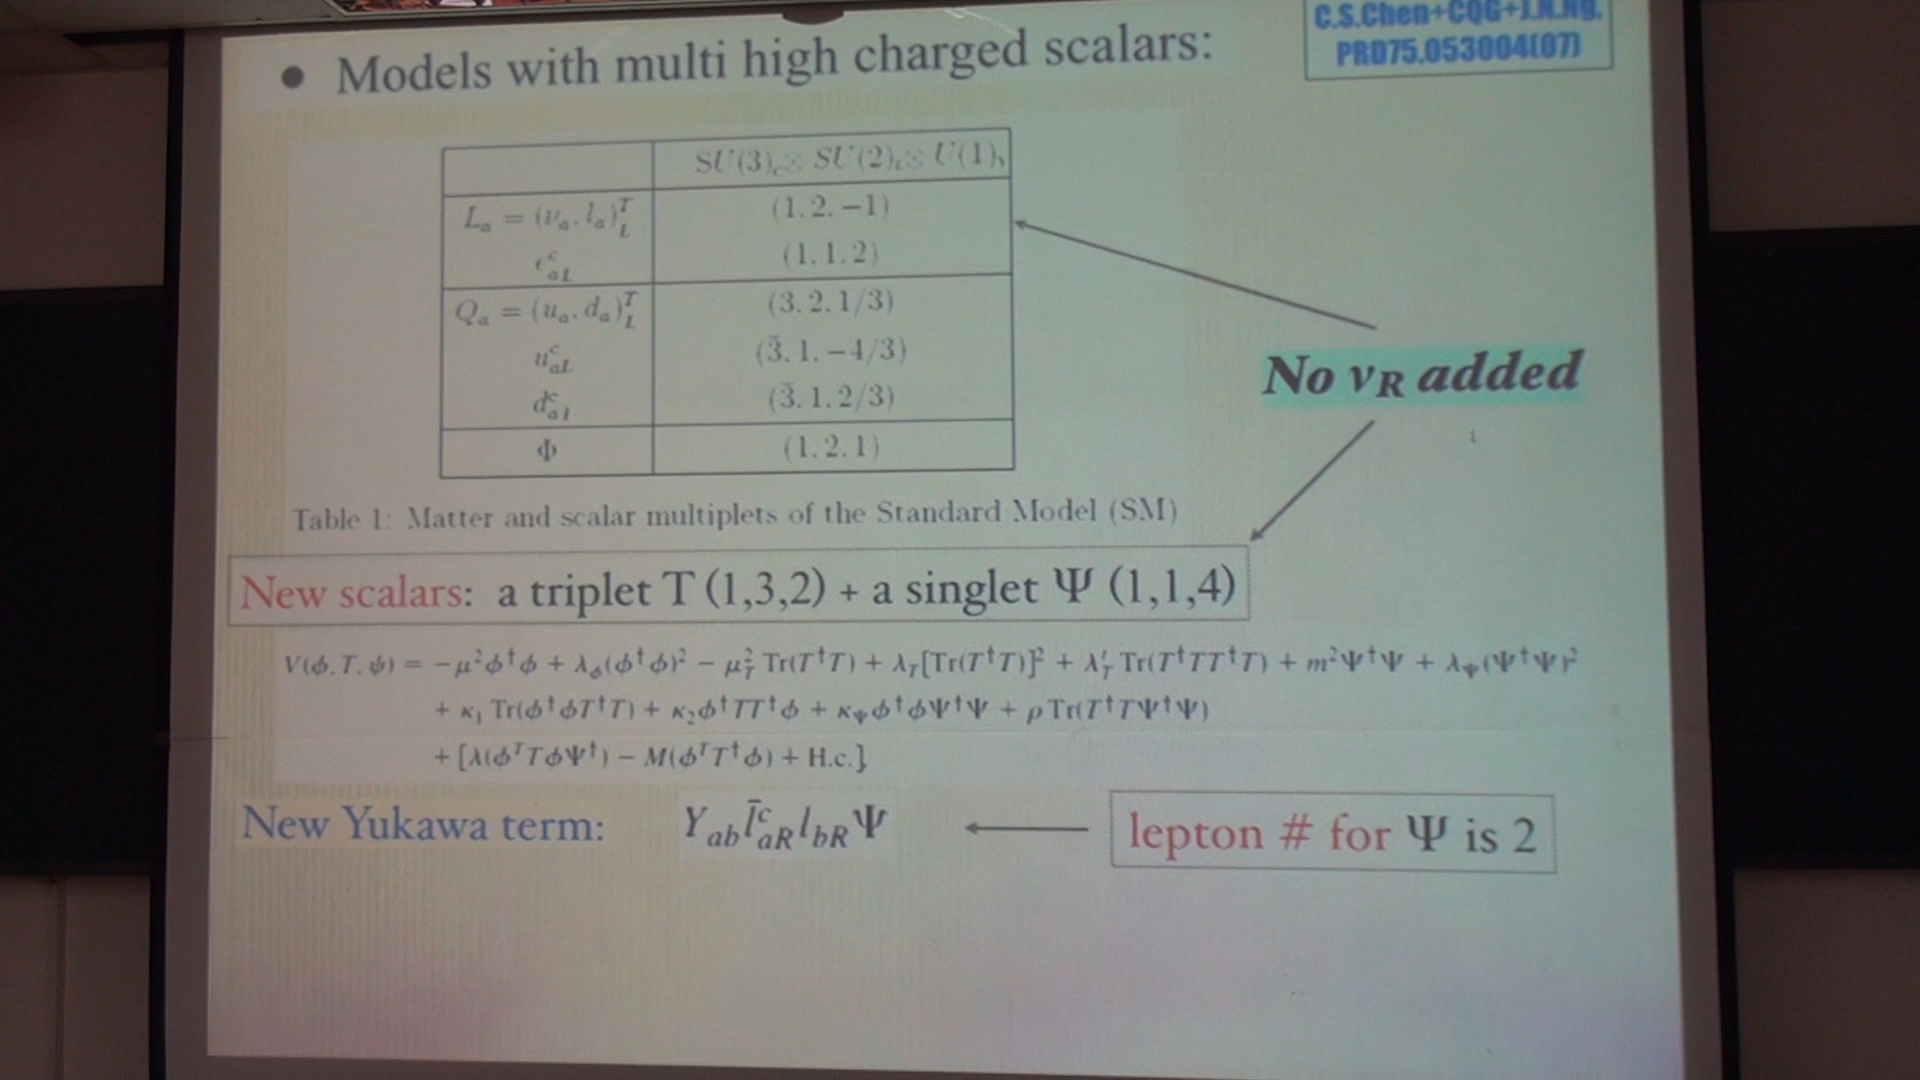 C.S.Chen+CQG+J.N.Ng.
PRD75,053004(07)
• Models with multi high charged scalars:
SU(3)c⊗ SU(2)L⊗ U(1)Y
La = (νa, la)ᵀL (1, 2, −1)
eᶜaL (1, 1, 2)
Qa = (ua, da)ᵀL (3, 2, 1/3)
uᶜaL (3̄, 1, −4/3)
dᶜaL (3̄, 1, 2/3)
Φ (1, 2, 1)
No νR added
Table 1: Matter and scalar multiplets of the Standard Model (SM)
New scalars: a triplet T (1,3,2) + a singlet Ψ (1,1,4)
V(ϕ, T, ψ) = −μ²ϕ†ϕ + λϕ(ϕ†ϕ)² − μ²T Tr(T†T) + λT[Tr(T†T)]² + λ′T Tr(T†TT†T) + m²Ψ†Ψ + λΨ(Ψ†Ψ)²
+ κ1 Tr(ϕ†ϕT†T) + κ2ϕ†TT†ϕ + κΨϕ†ϕΨ†Ψ + ρ Tr(T†TΨ†Ψ)
+ [λ(ϕᵀTϕΨ†) − M(ϕᵀT†ϕ) + H.c.]
New Yukawa term: Yab l̄ᶜaR lbR Ψ
lepton # for Ψ is 2